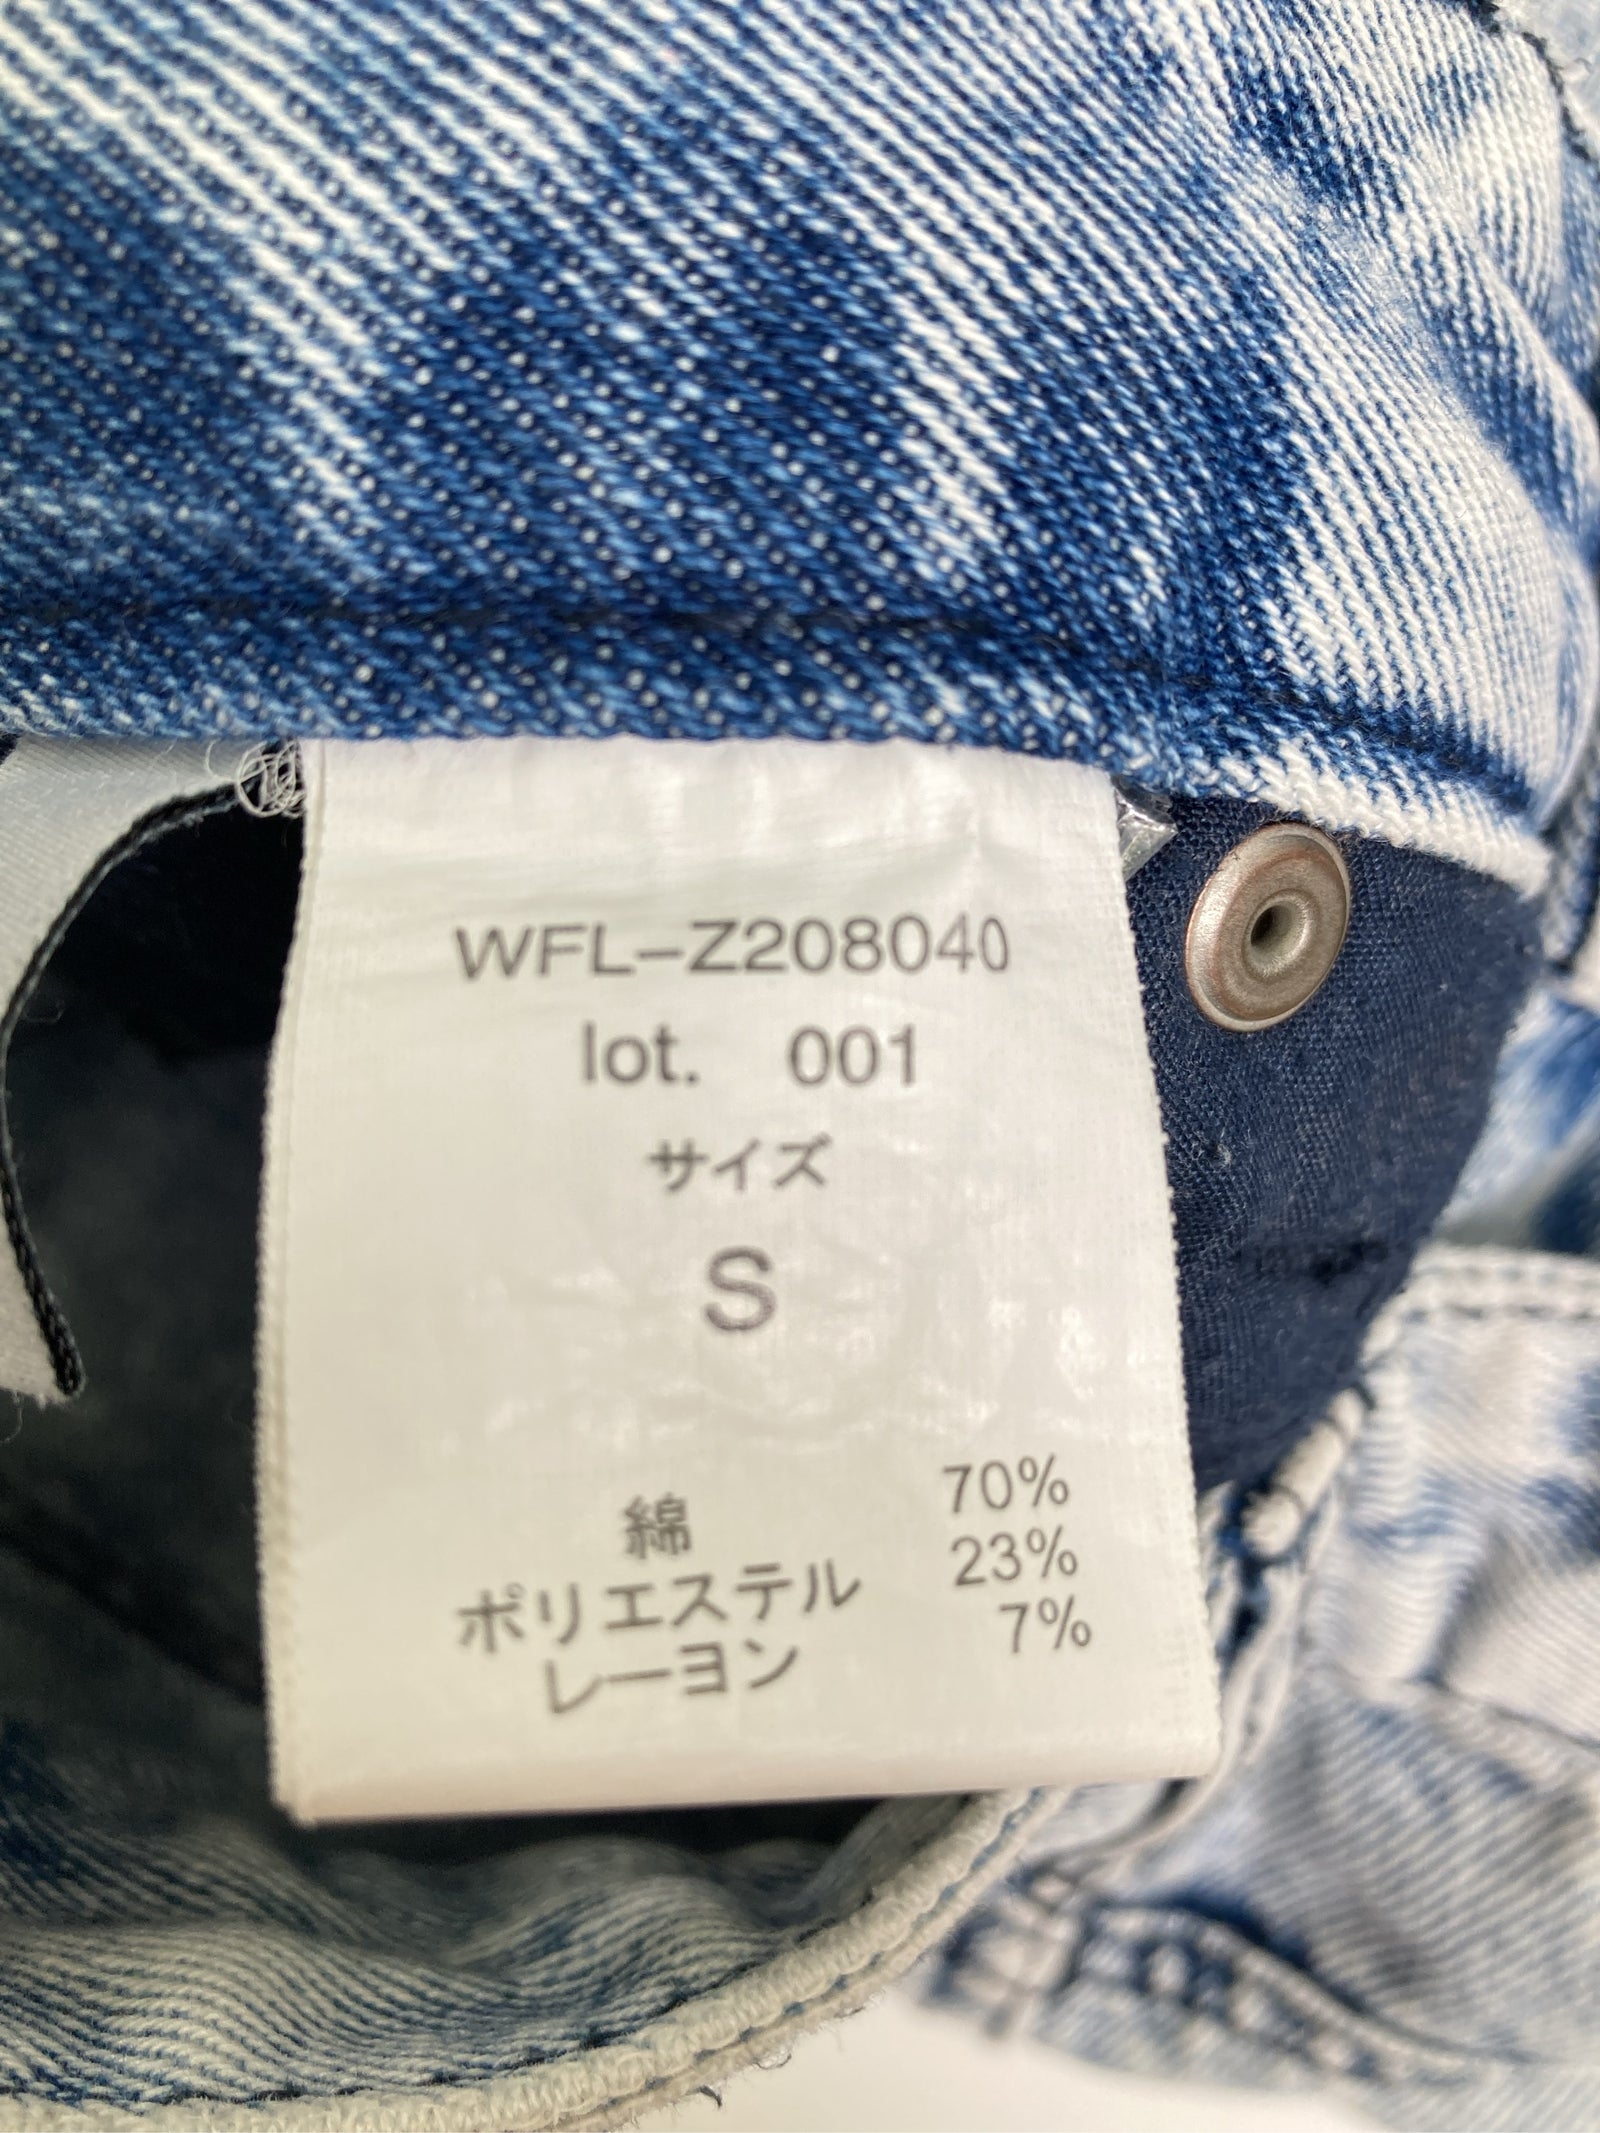 WFL-Z208040
lot. 001
サイズ
S
綿 70%
ポリエステル 23%
レーヨン 7%